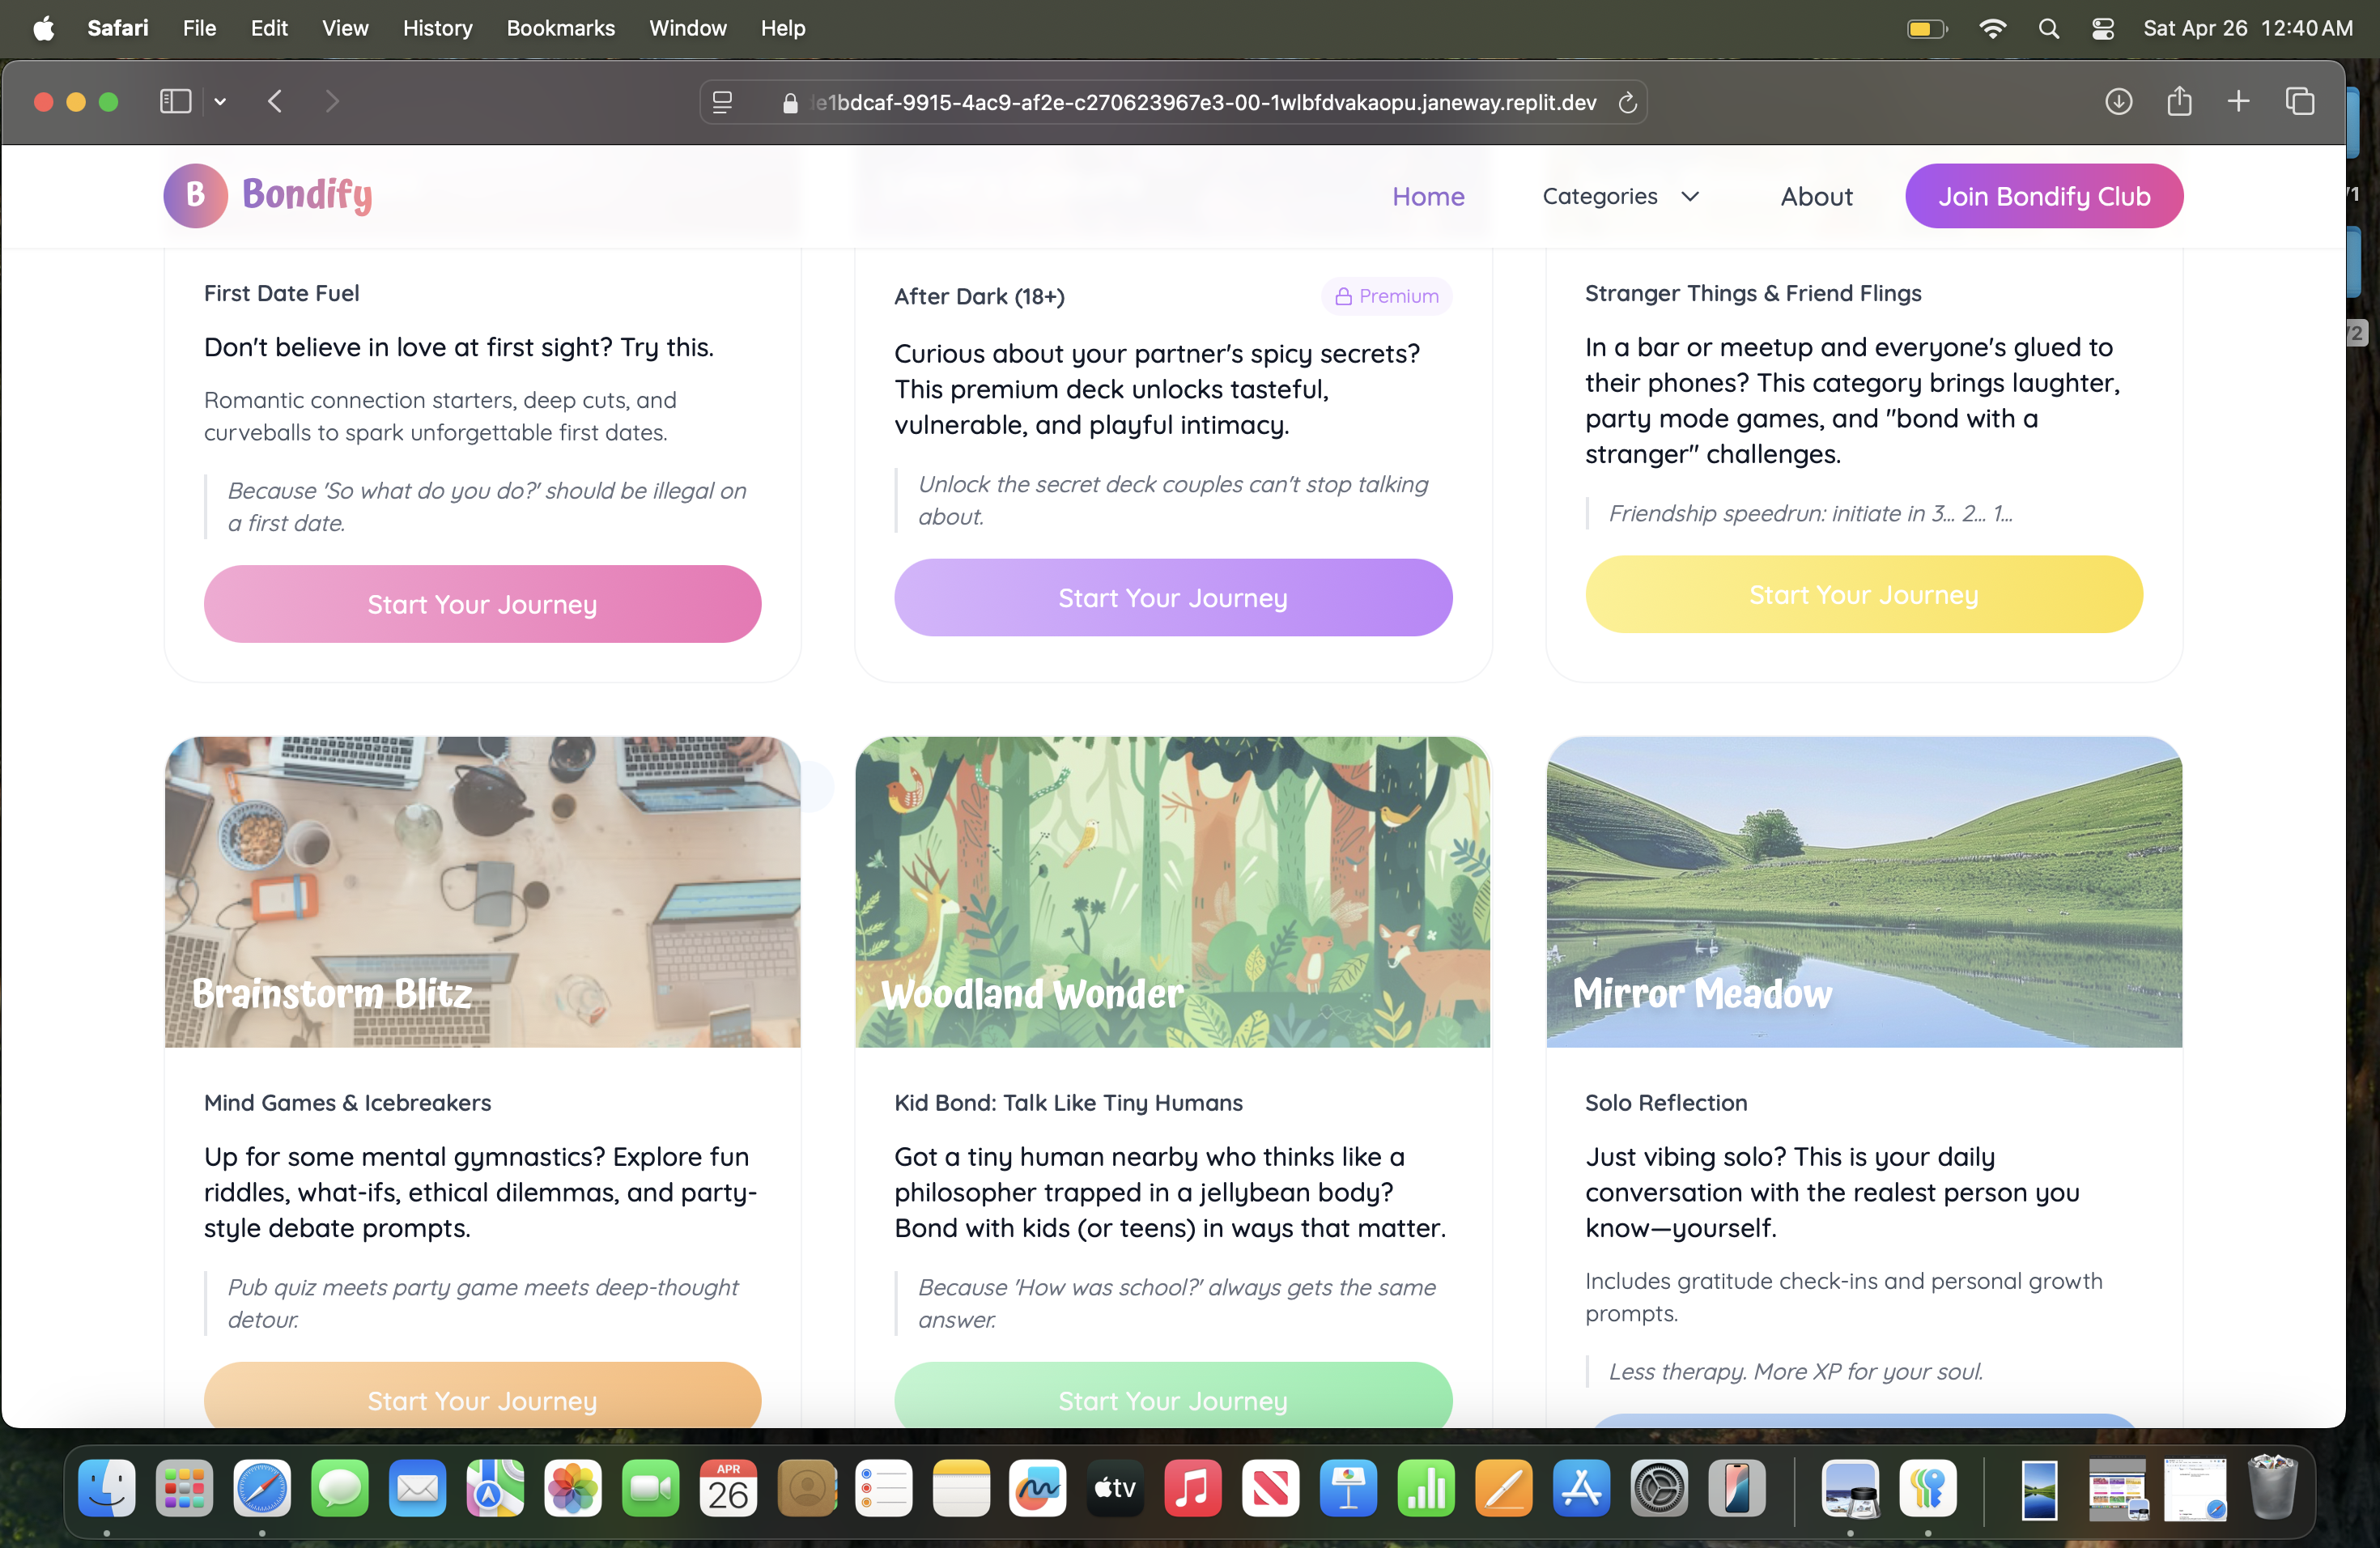 Safari File Edit View History Bookmarks Window Help Sat Apr 26 12:40 AM
e1bdcaf-9915-4ac9-af2e-c270623967e3-00-1wlbfdvakaopu.janeway.replit.dev
B Bondify Home Categories About Join Bondify Club
First Date Fuel
Don't believe in love at first sight? Try this.
Romantic connection starters, deep cuts, and
curveballs to spark unforgettable first dates.
Because 'So what do you do?' should be illegal on
a first date.
Start Your Journey
After Dark (18+) Premium
Curious about your partner's spicy secrets?
This premium deck unlocks tasteful,
vulnerable, and playful intimacy.
Unlock the secret deck couples can't stop talking
about.
Start Your Journey
Stranger Things & Friend Flings
In a bar or meetup and everyone's glued to
their phones? This category brings laughter,
party mode games, and "bond with a
stranger" challenges.
Friendship speedrun: initiate in 3... 2... 1...
Start Your Journey
Brainstorm Blitz
Mind Games & Icebreakers
Up for some mental gymnastics? Explore fun
riddles, what-ifs, ethical dilemmas, and party-
style debate prompts.
Pub quiz meets party game meets deep-thought
detour.
Start Your Journey
Woodland Wonder
Kid Bond: Talk Like Tiny Humans
Got a tiny human nearby who thinks like a
philosopher trapped in a jellybean body?
Bond with kids (or teens) in ways that matter.
Because 'How was school?' always gets the same
answer.
Start Your Journey
Mirror Meadow
Solo Reflection
Just vibing solo? This is your daily
conversation with the realest person you
know—yourself.
Includes gratitude check-ins and personal growth
prompts.
Less therapy. More XP for your soul.
APR
26
tv